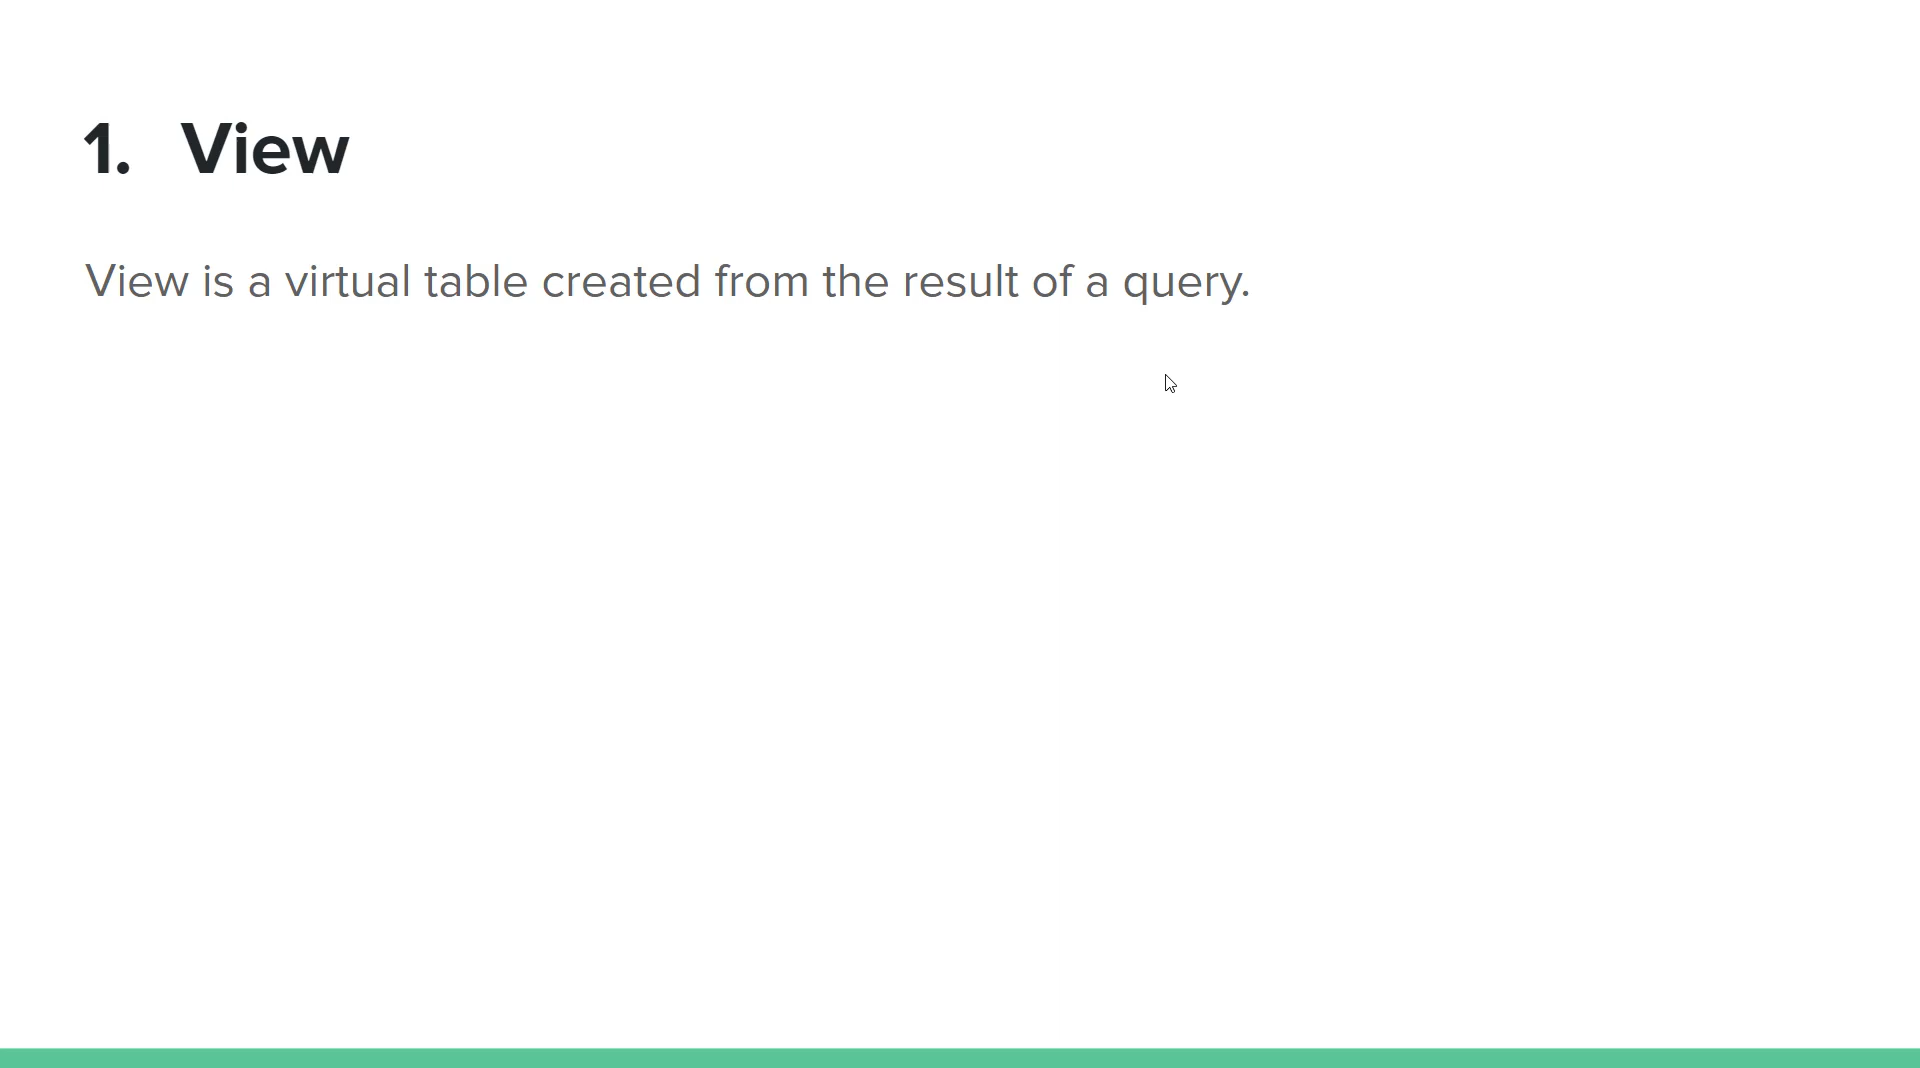 1. View
View is a virtual table created from the result of a query.